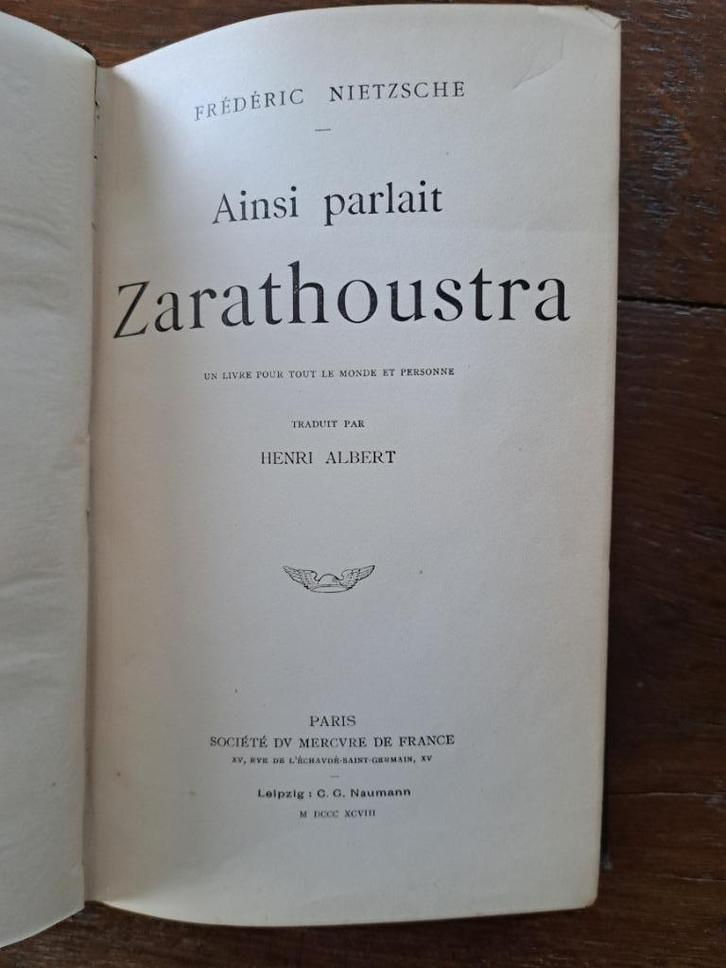 FRÉDÉRIC NIETZSCHE
—
Ainsi parlait
Zarathoustra
UN LIVRE POUR TOUT LE MONDE ET PERSONNE
TRADUIT PAR
HENRI ALBERT
PARIS
SOCIÉTÉ DV MERCVRE DE FRANCE
XV, RVE DE L'ÉCHAVDÉ-SAINT-GERMAIN, XV
—
Leipzig : C. G. Naumann
M DCCC XCVIII